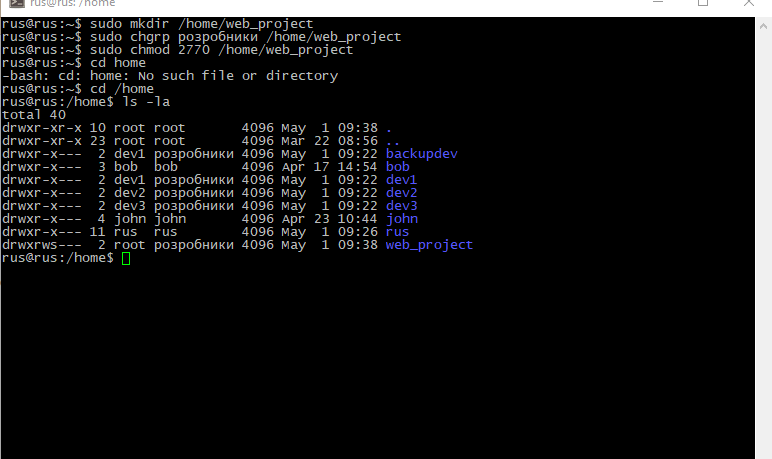 rus@rus: /home
rus@rus:~$ sudo mkdir /home/web_project
rus@rus:~$ sudo chgrp розробники /home/web_project
rus@rus:~$ sudo chmod 2770 /home/web_project
rus@rus:~$ cd home
-bash: cd: home: No such file or directory
rus@rus:~$ cd /home
rus@rus:/home$ ls -la
total 40
drwxr-xr-x 10 root root       4096 May  1 09:38 .
drwxr-xr-x 23 root root       4096 Mar 22 08:56 ..
drwxr-x---  2 dev1 розробники 4096 May  1 09:22 backupdev
drwxr-x---  3 bob  bob        4096 Apr 17 14:54 bob
drwxr-x---  2 dev1 розробники 4096 May  1 09:22 dev1
drwxr-x---  2 dev2 розробники 4096 May  1 09:22 dev2
drwxr-x---  2 dev3 розробники 4096 May  1 09:22 dev3
drwxr-x---  4 john john       4096 Apr 23 10:44 john
drwxr-x--- 11 rus  rus        4096 May  1 09:26 rus
drwxrws---  2 root розробники 4096 May  1 09:38 web_project
rus@rus:/home$